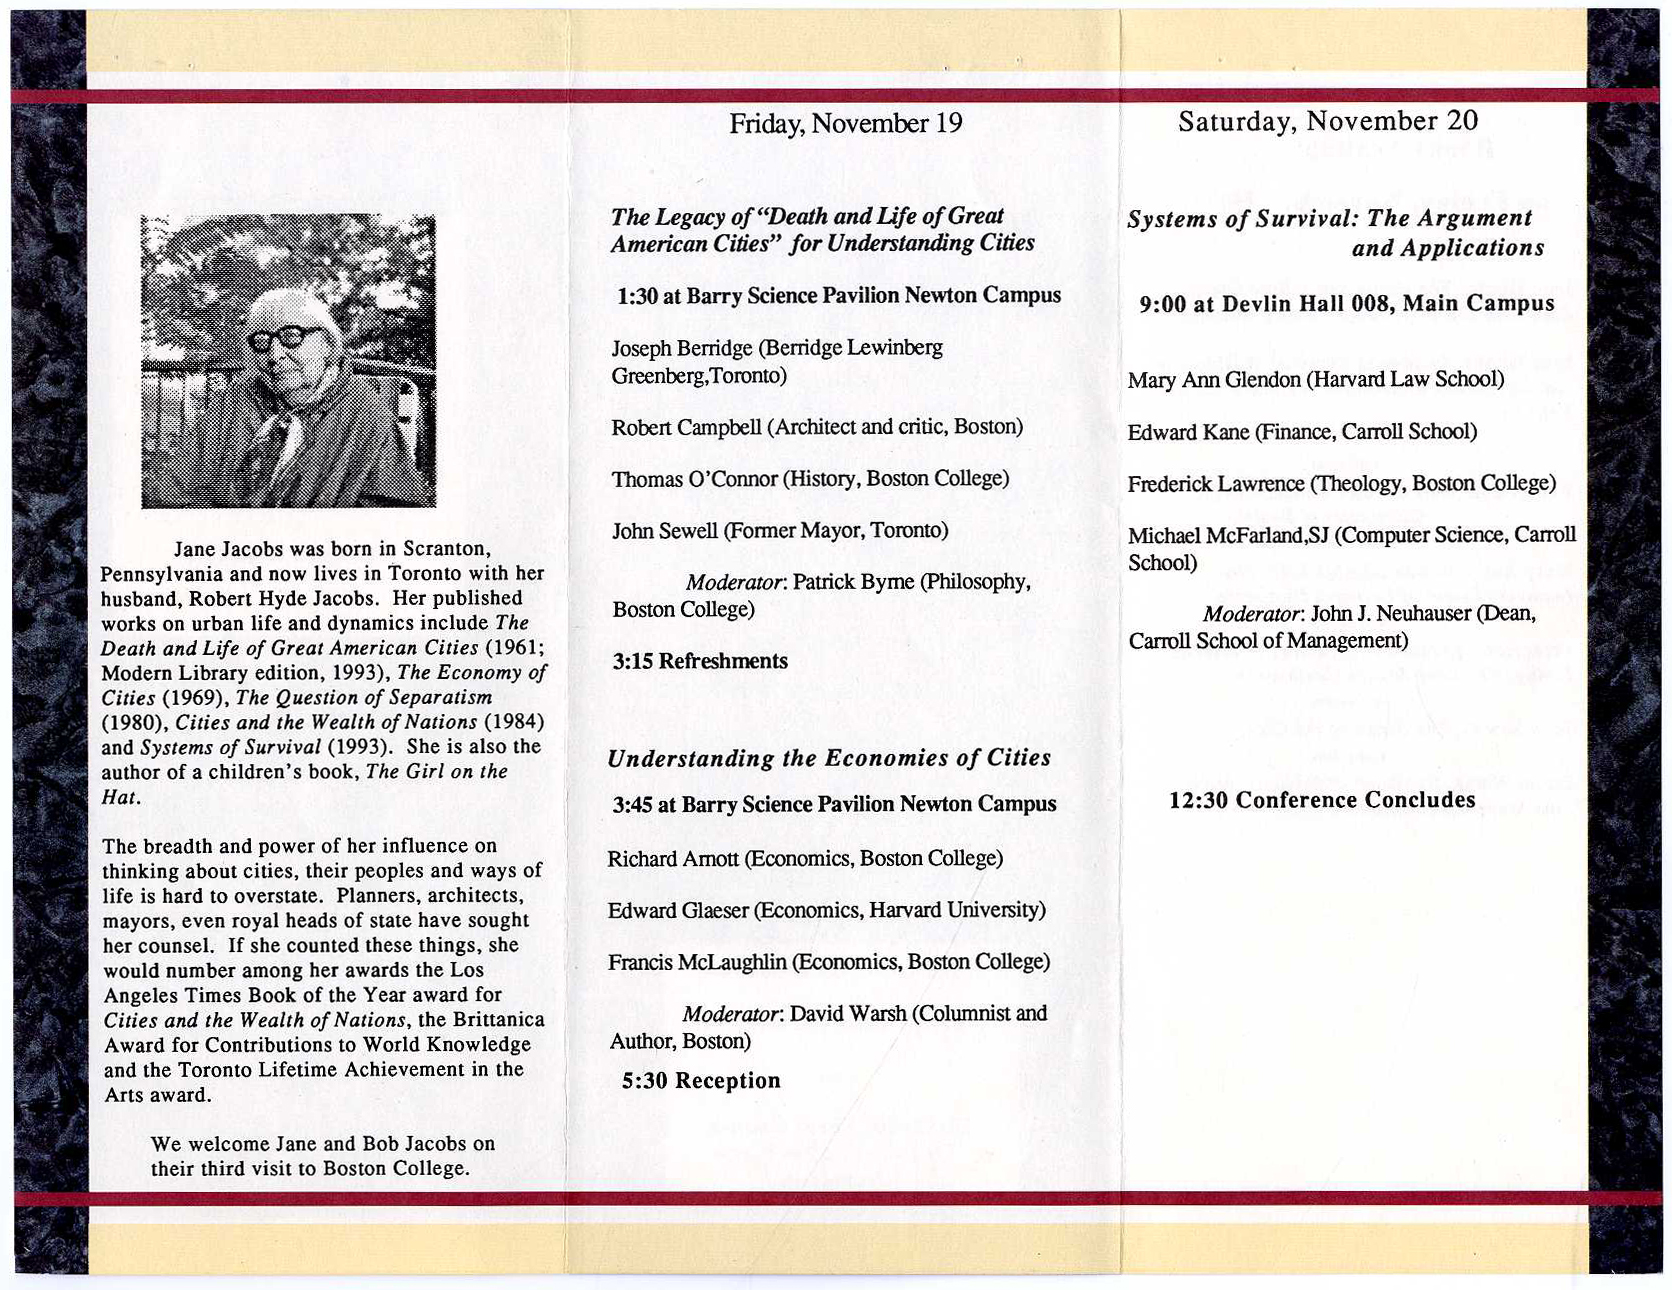 Jane Jacobs was born in Scranton,
Pennsylvania and now lives in Toronto with her
husband, Robert Hyde Jacobs. Her published
works on urban life and dynamics include The
Death and Life of Great American Cities (1961;
Modern Library edition, 1993), The Economy of
Cities (1969), The Question of Separatism
(1980), Cities and the Wealth of Nations (1984)
and Systems of Survival (1993). She is also the
author of a children's book, The Girl on the
Hat.
The breadth and power of her influence on
thinking about cities, their peoples and ways of
life is hard to overstate. Planners, architects,
mayors, even royal heads of state have sought
her counsel. If she counted these things, she
would number among her awards the Los
Angeles Times Book of the Year award for
Cities and the Wealth of Nations, the Brittanica
Award for Contributions to World Knowledge
and the Toronto Lifetime Achievement in the
Arts award.
We welcome Jane and Bob Jacobs on
their third visit to Boston College.
Friday, November 19
The Legacy of "Death and Life of Great
American Cities" for Understanding Cities
1:30 at Barry Science Pavilion Newton Campus
Joseph Berridge (Berridge Lewinberg
Greenberg,Toronto)
Robert Campbell (Architect and critic, Boston)
Thomas O'Connor (History, Boston College)
John Sewell (Former Mayor, Toronto)
Moderator: Patrick Byrne (Philosophy,
Boston College)
3:15 Refreshments
Understanding the Economies of Cities
3:45 at Barry Science Pavilion Newton Campus
Richard Arnott (Economics, Boston College)
Edward Glaeser (Economics, Harvard University)
Francis McLaughlin (Economics, Boston College)
Moderator: David Warsh (Columnist and
Author, Boston)
5:30 Reception
Saturday, November 20
Systems of Survival: The Argument
and Applications
9:00 at Devlin Hall 008, Main Campus
Mary Ann Glendon (Harvard Law School)
Edward Kane (Finance, Carroll School)
Frederick Lawrence (Theology, Boston College)
Michael McFarland,SJ (Computer Science, Carroll
School)
Moderator: John J. Neuhauser (Dean,
Carroll School of Management)
12:30 Conference Concludes